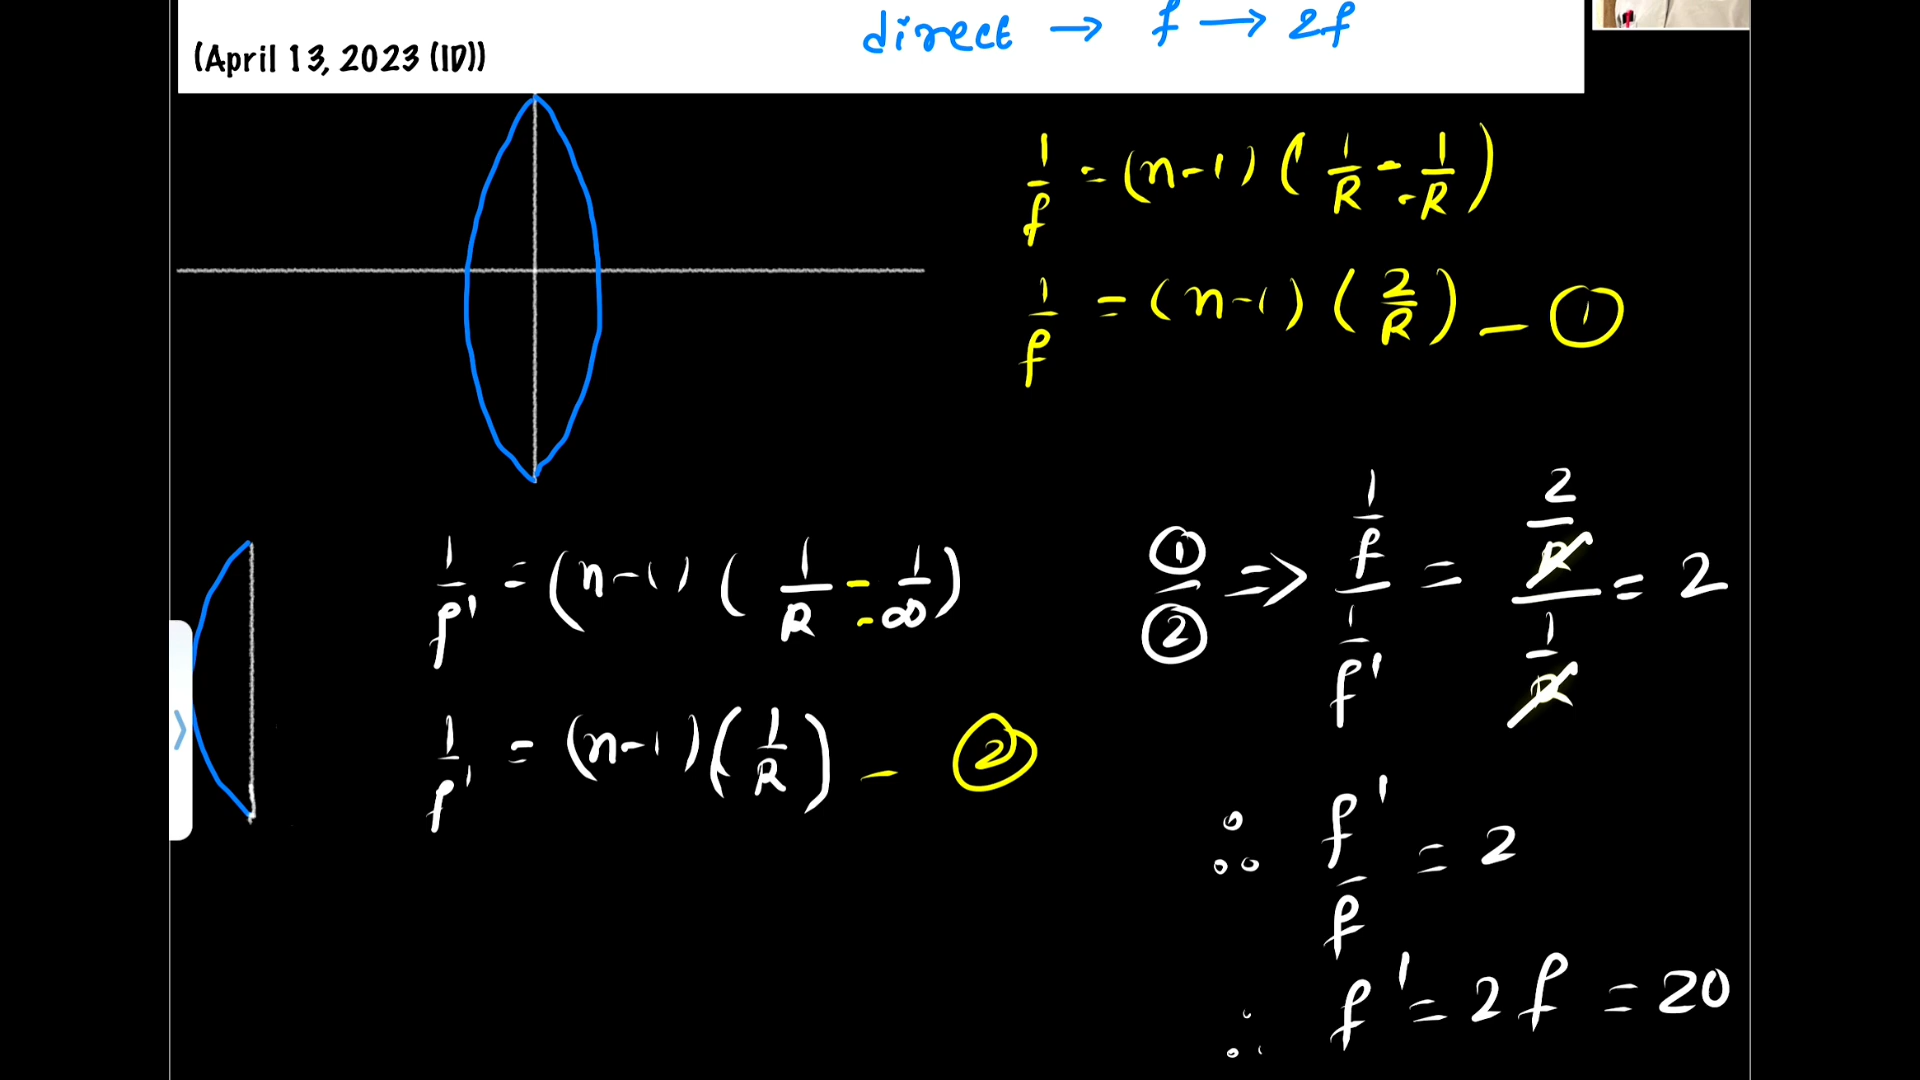 direct → f → 2f
(April 13, 2023 (ID))
1/f = (n-1) (1/R - 1/-R)
1/f = (n-1) (2/R) — ①
1/f' = (n-1) (1/R - 1/-∞)
1/f' = (n-1) (1/R) — ②
①/② ⇒ (1/f)/(1/f') = (2/R)/(1/R) = 2
∴ f'/f = 2
∴ f' = 2f = 20